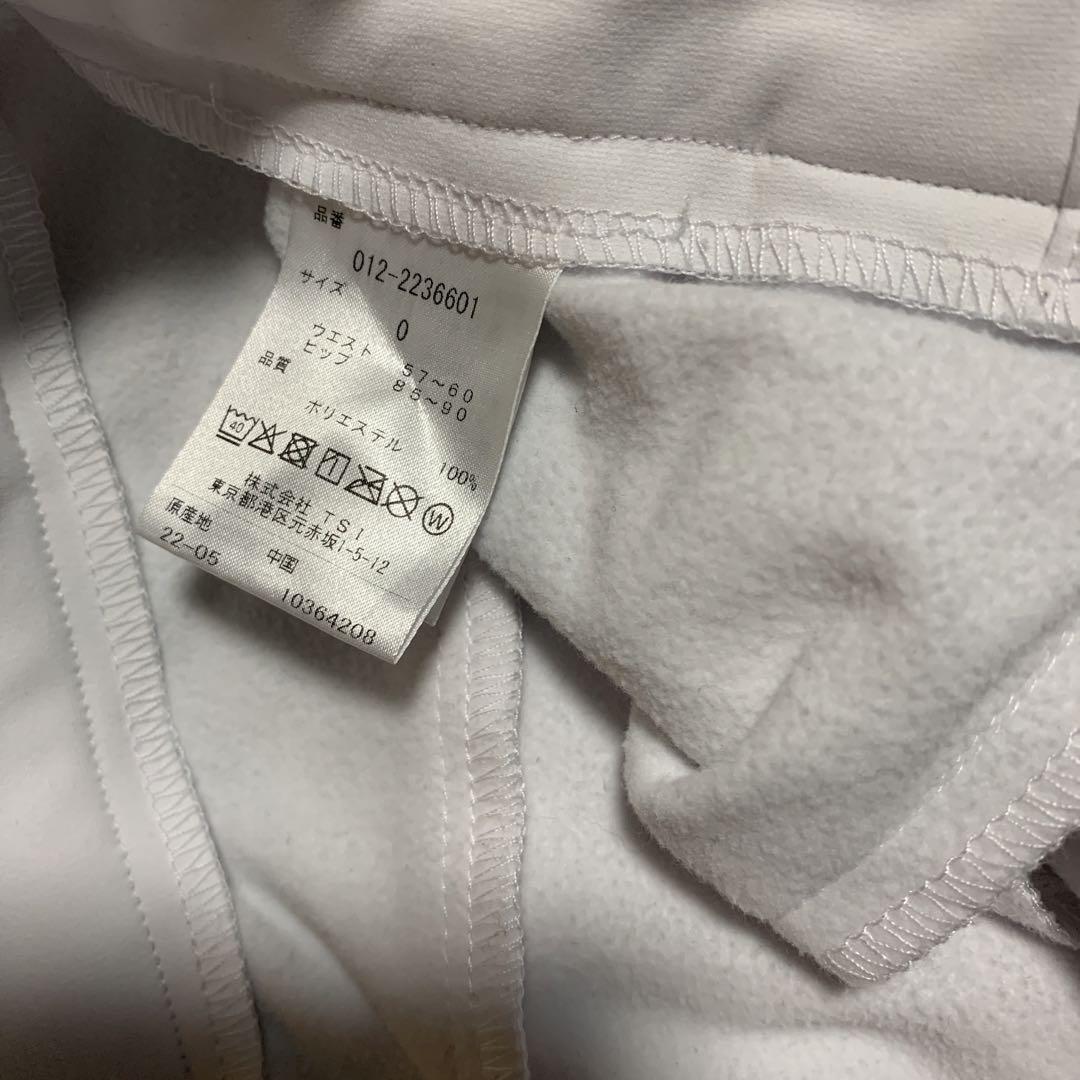 品番
012-2236601
サイズ
0
ウエスト 57~60
ヒップ 85~90
品質
ポリエステル 100%
40 W
株式会社 TSI
東京都港区元赤坂1-5-12
原産地 中国
22-05 10364208